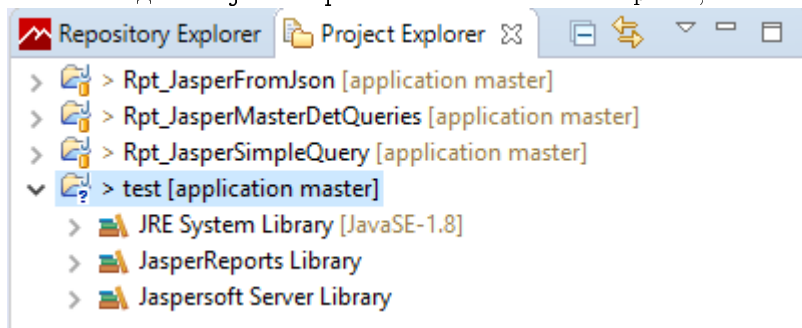 Repository Explorer Project Explorer
> Rpt_JasperFromJson [application master]
> Rpt_JasperMasterDetQueries [application master]
> Rpt_JasperSimpleQuery [application master]
> test [application master]
JRE System Library [JavaSE-1.8]
JasperReports Library
Jaspersoft Server Library